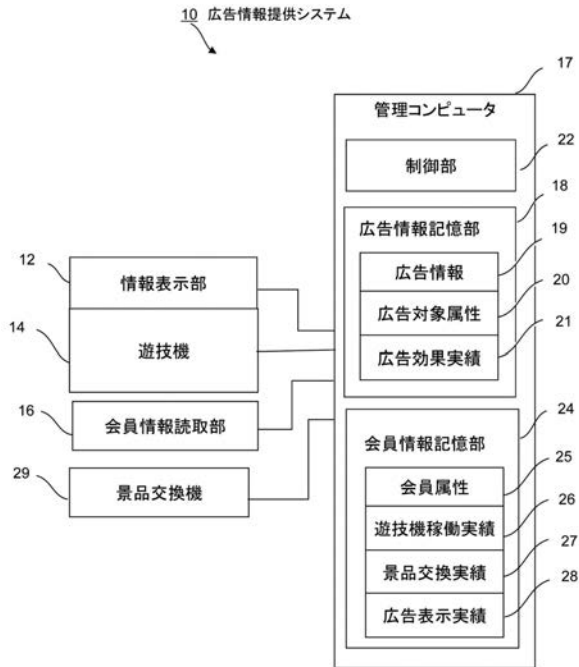 10 広告情報提供システム
17
管理コンピュータ
22
制御部
18
広告情報記憶部
19
広告情報
20
広告対象属性
21
広告効果実績
12
情報表示部
14
遊技機
16
会員情報読取部
29
景品交換機
24
会員情報記憶部
25
会員属性
26
遊技機稼働実績
27
景品交換実績
28
広告表示実績